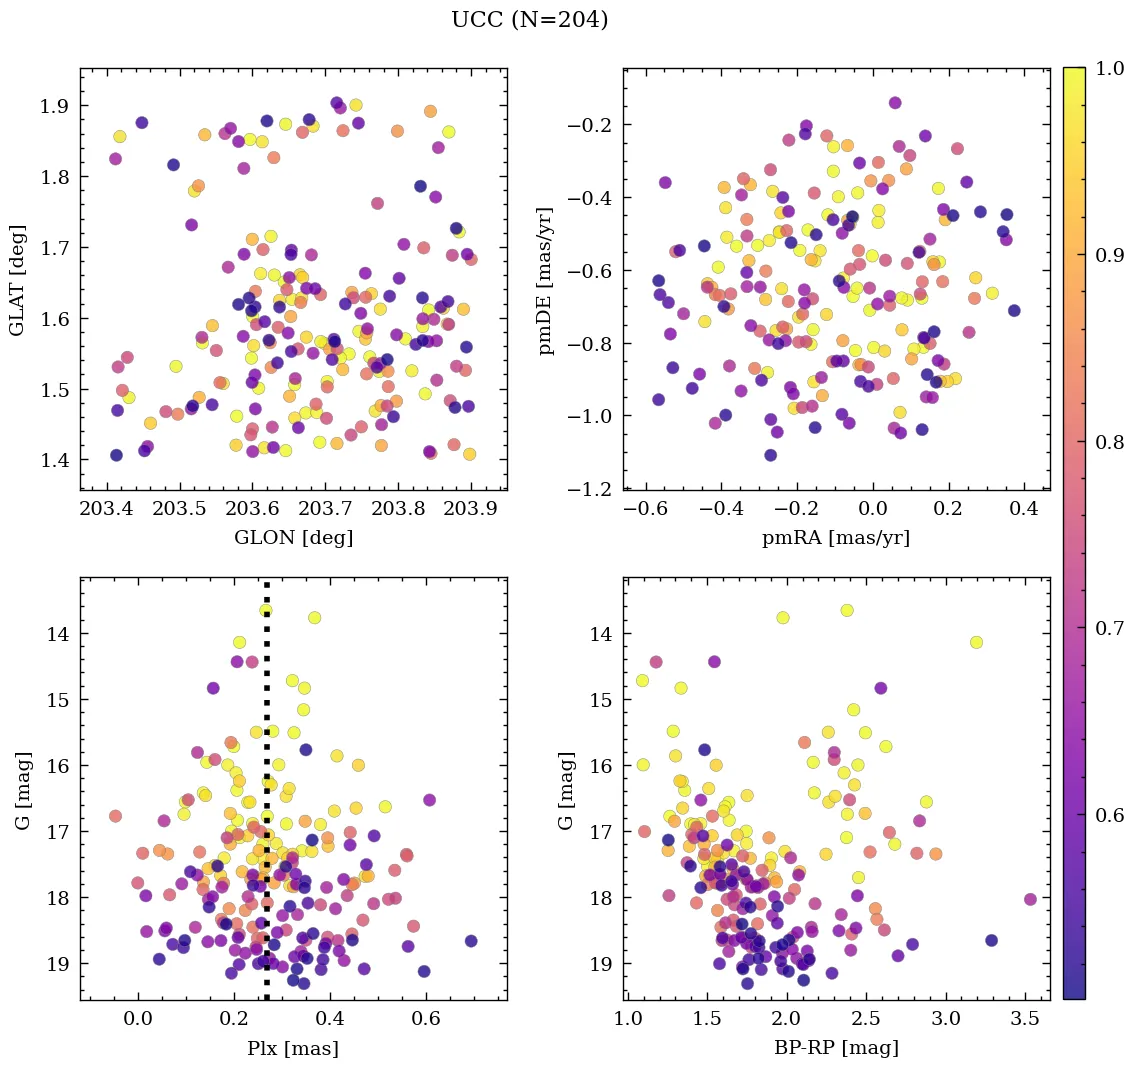 UCC (N=204)
1.9
1.8
1.7
1.6
1.5
1.4
GLAT [deg]
203.4 203.5 203.6 203.7 203.8 203.9
GLON [deg]
−0.2
−0.4
−0.6
−0.8
−1.0
−1.2
pmDE [mas/yr]
−0.6 −0.4 −0.2 0.0 0.2 0.4
pmRA [mas/yr]
1.0
0.9
0.8
0.7
0.6
14
15
16
17
18
19
G [mag]
0.0 0.2 0.4 0.6
Plx [mas]
14
15
16
17
18
19
G [mag]
1.0 1.5 2.0 2.5 3.0 3.5
BP-RP [mag]